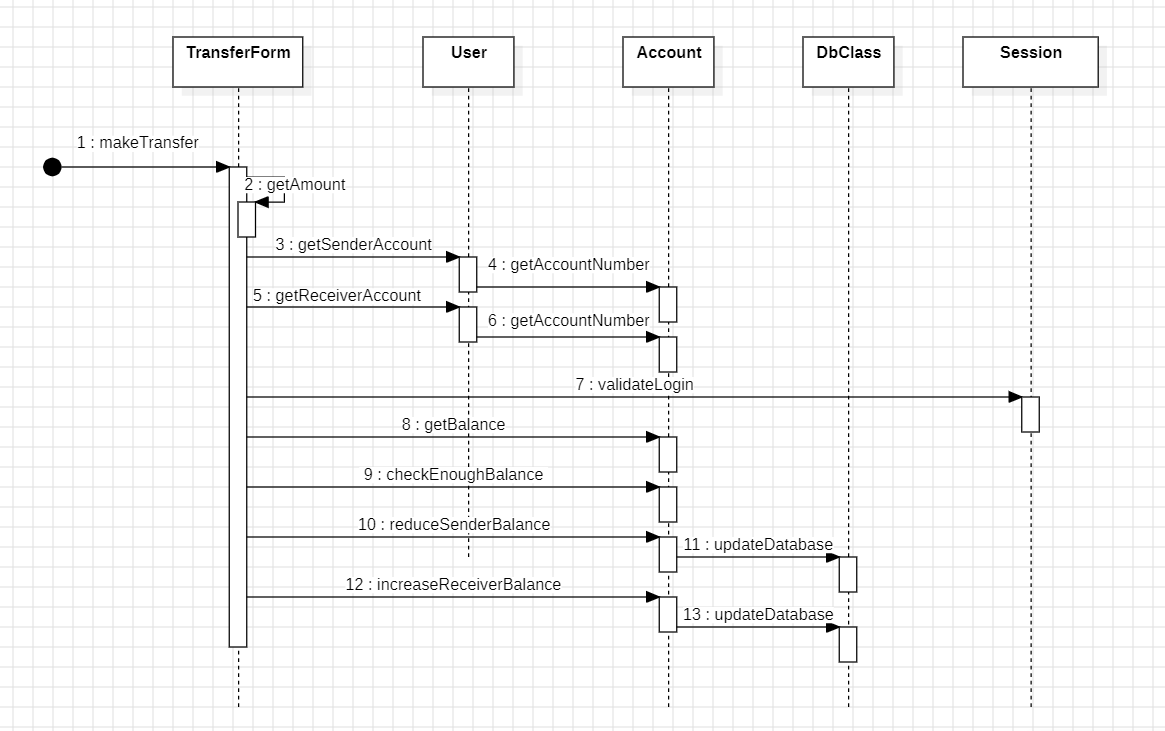 TransferForm
User
Account
DbClass
Session
1 : makeTransfer
2 : getAmount
3 : getSenderAccount
4 : getAccountNumber
5 : getReceiverAccount
6 : getAccountNumber
7 : validateLogin
8 : getBalance
9 : checkEnoughBalance
10 : reduceSenderBalance
11 : updateDatabase
12 : increaseReceiverBalance
13 : updateDatabase